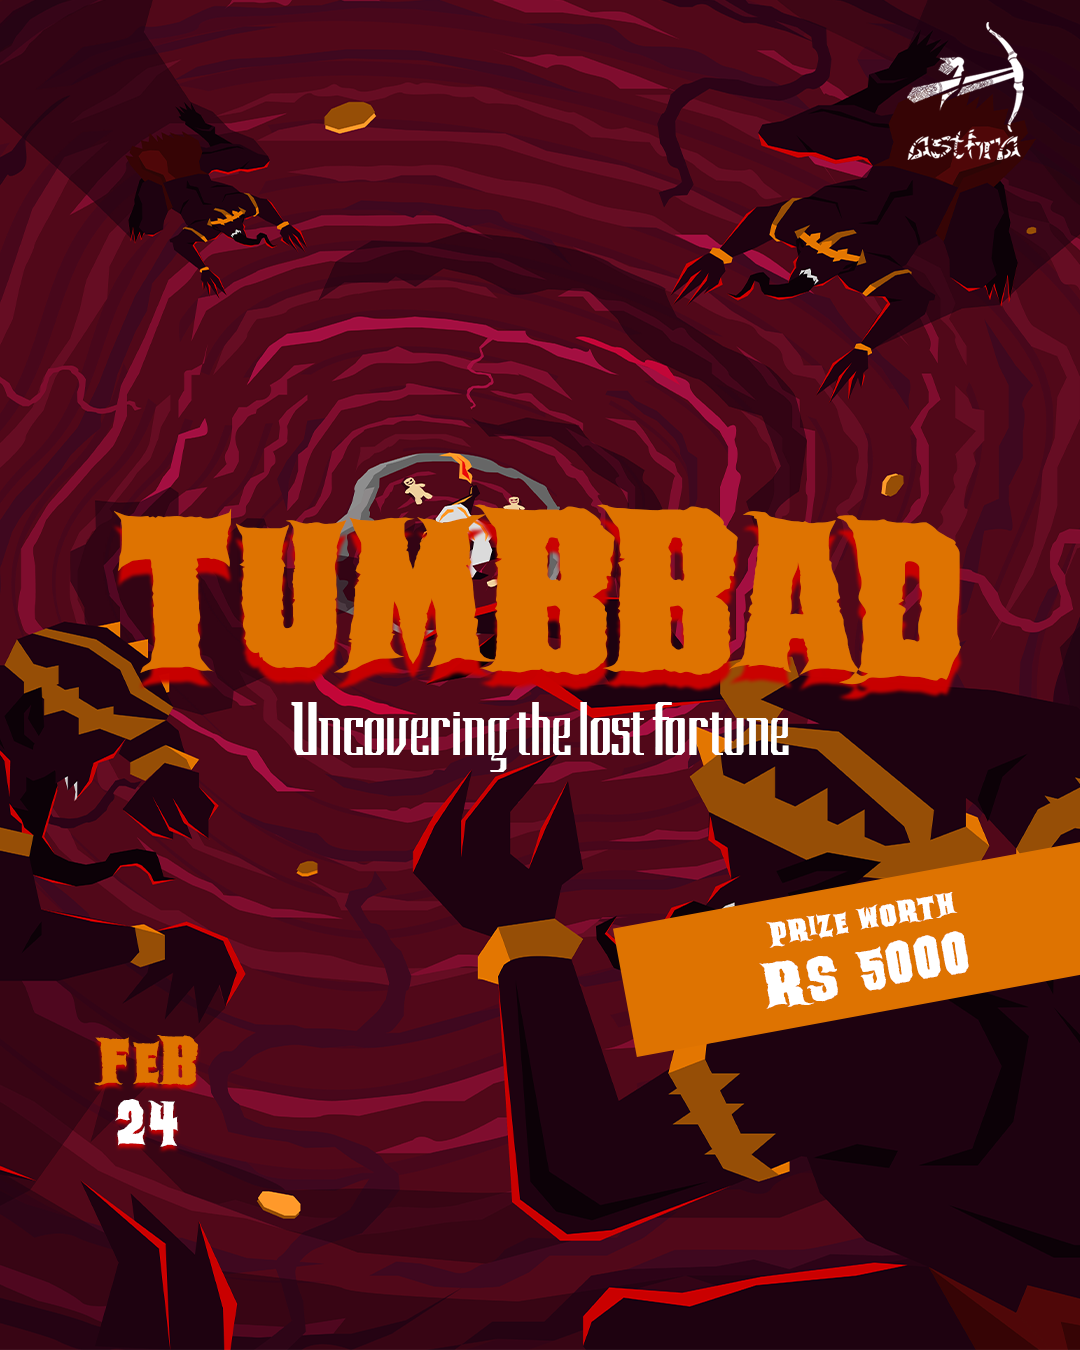 asthra
TUMBBAD
Uncovering the lost fortune
PRIZE WORTH
RS 5000
FEB
24